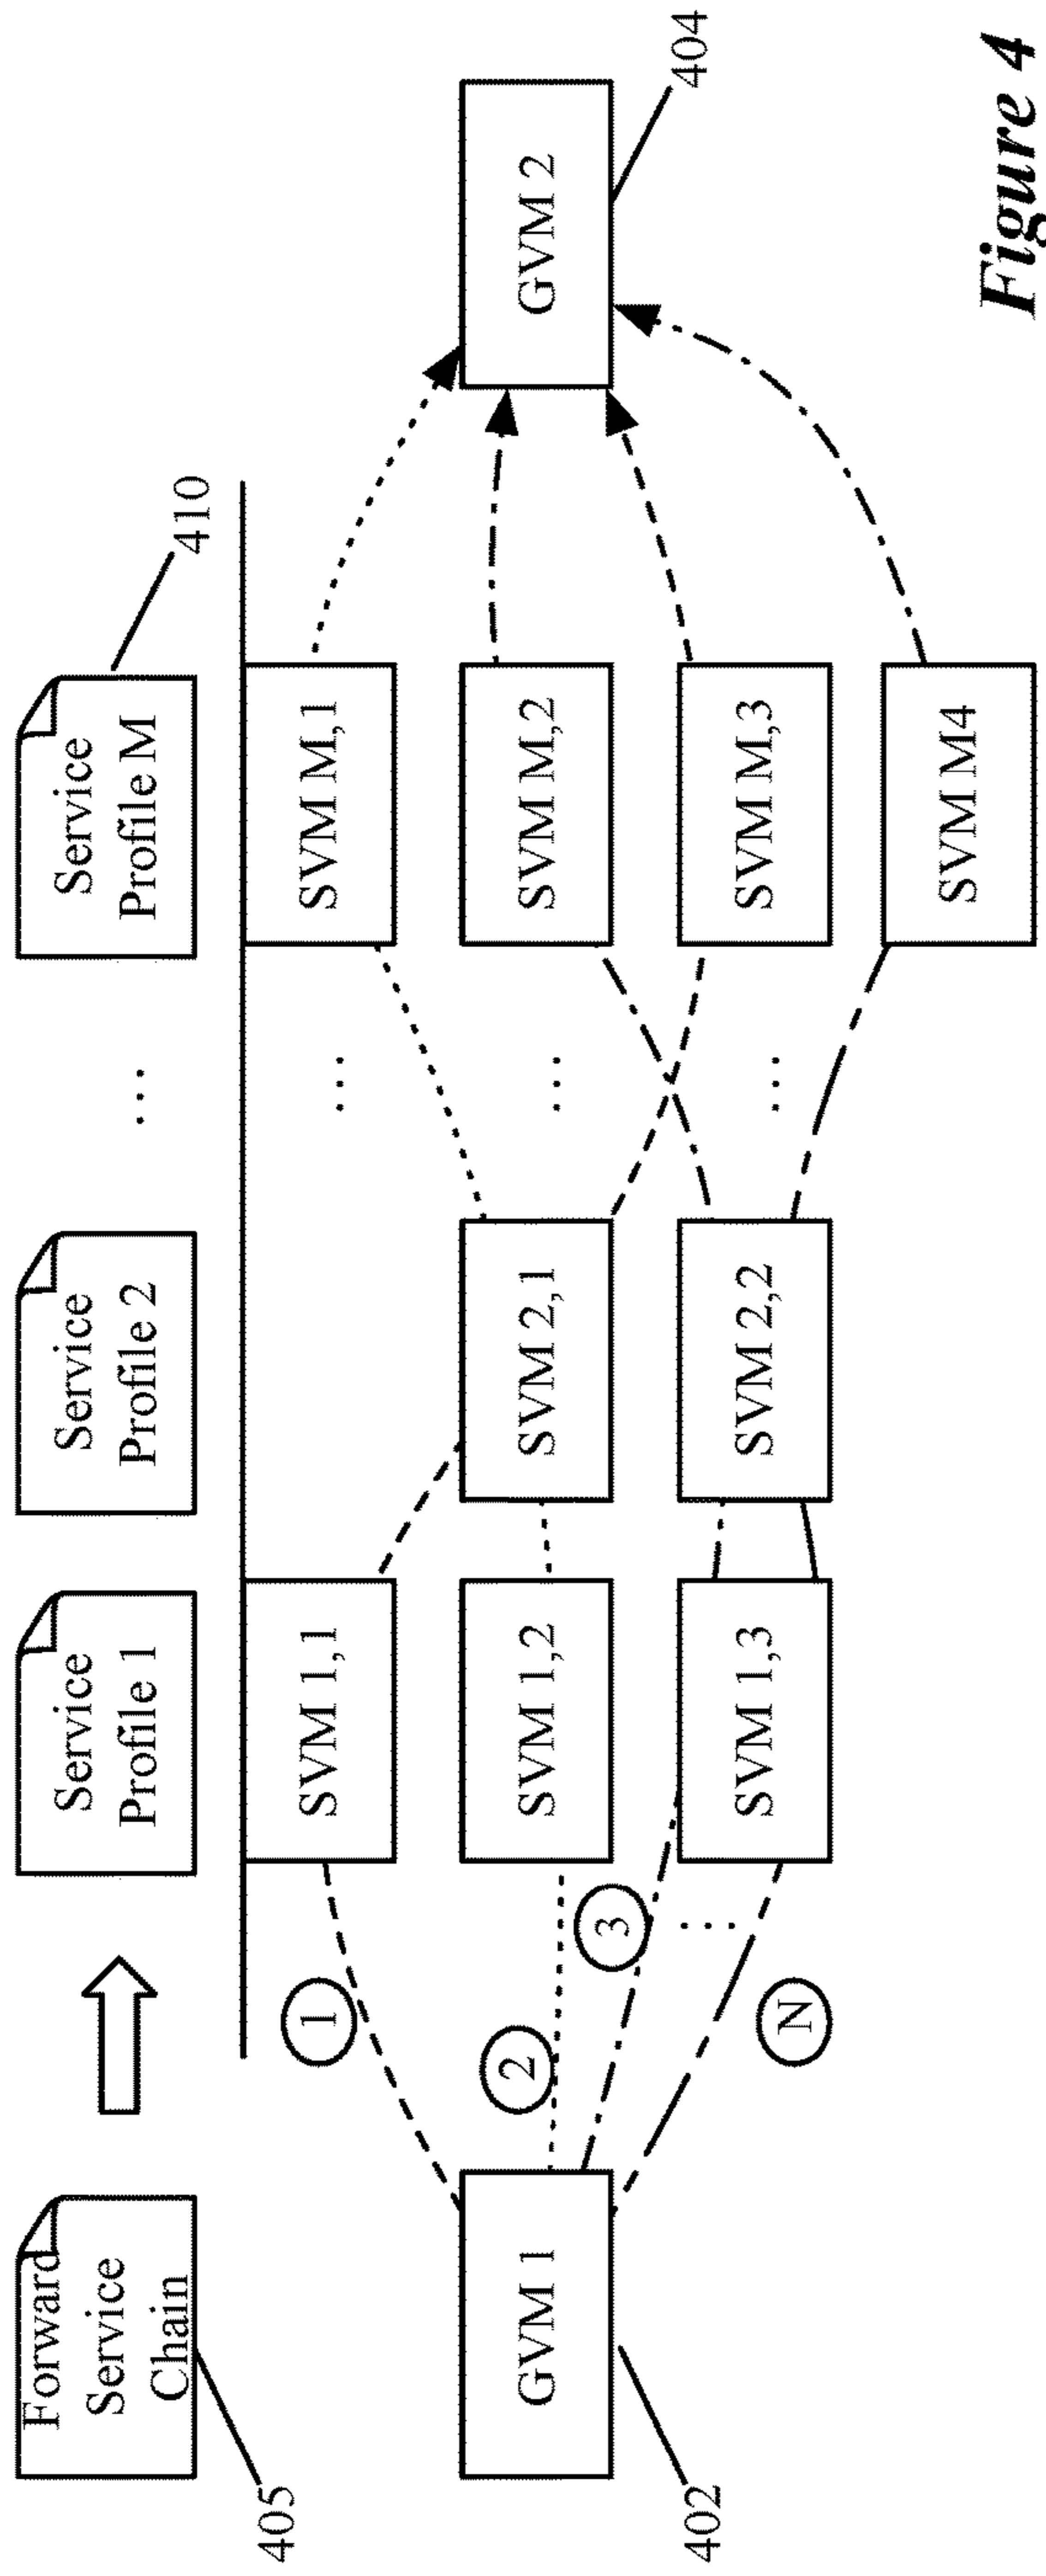 Forward
Service
Chain
Service
Profile 1
Service
Profile 2
...
Service
Profile M
405
410
SVM 1,1
...
SVM M,1
1
GVM 1
2
SVM 1,2
SVM 2,1
...
SVM M,2
GVM 2
3
402
...
SVM 1,3
SVM 2,2
...
SVM M,3
404
N
SVM M4
Figure 4